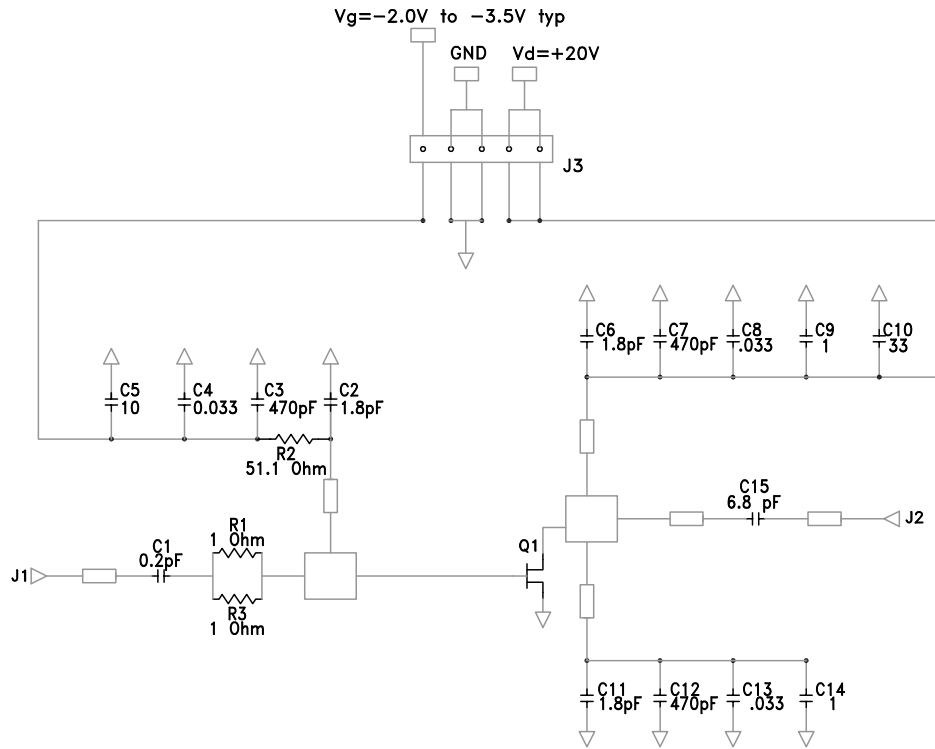 Vg=-2.0V to -3.5V typ
GND Vd=+20V
J3
C6
1.8pF
C7
470pF
C8
.033
C9
1
C10
33
C5
10
C4
0.033
C3
470pF
C2
1.8pF
R2
51.1 Ohm
C15
6.8 pF
J2
R1
1 Ohm
Q1
C1
0.2pF
J1
R3
1 Ohm
C11
1.8pF
C12
470pF
C13
.033
C14
1